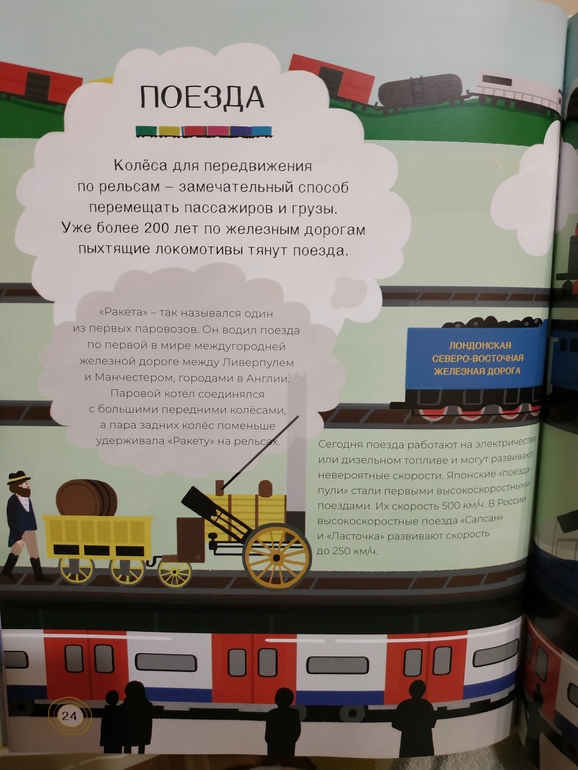 ПОЕЗДА
Колёса для передвижения
по рельсам – замечательный способ
перемещать пассажиров и грузы.
Уже более 200 лет по железным дорогам
пыхтящие локомотивы тянут поезда.
«Ракета» – так назывался один
из первых паровозов. Он водил поезда
по первой в мире междугородней
железной дороге между Ливерпулем
и Манчестером, городами в Англии.
Паровой котёл соединялся
с большими передними колёсами,
а пара задних колёс поменьше
удерживала «Ракету» на рельсах.
ЛОНДОНСКАЯ
СЕВЕРО-ВОСТОЧНАЯ
ЖЕЛЕЗНАЯ ДОРОГА
Сегодня поезда работают на электричестве
или дизельном топливе и могут развивать
невероятные скорости. Японские «поезда-
пули» стали первыми высокоскоростными
поездами. Их скорость 500 км/ч. В России
высокоскоростные поезда «Сапсан»
и «Ласточка» развивают скорость
до 250 км/ч.
24